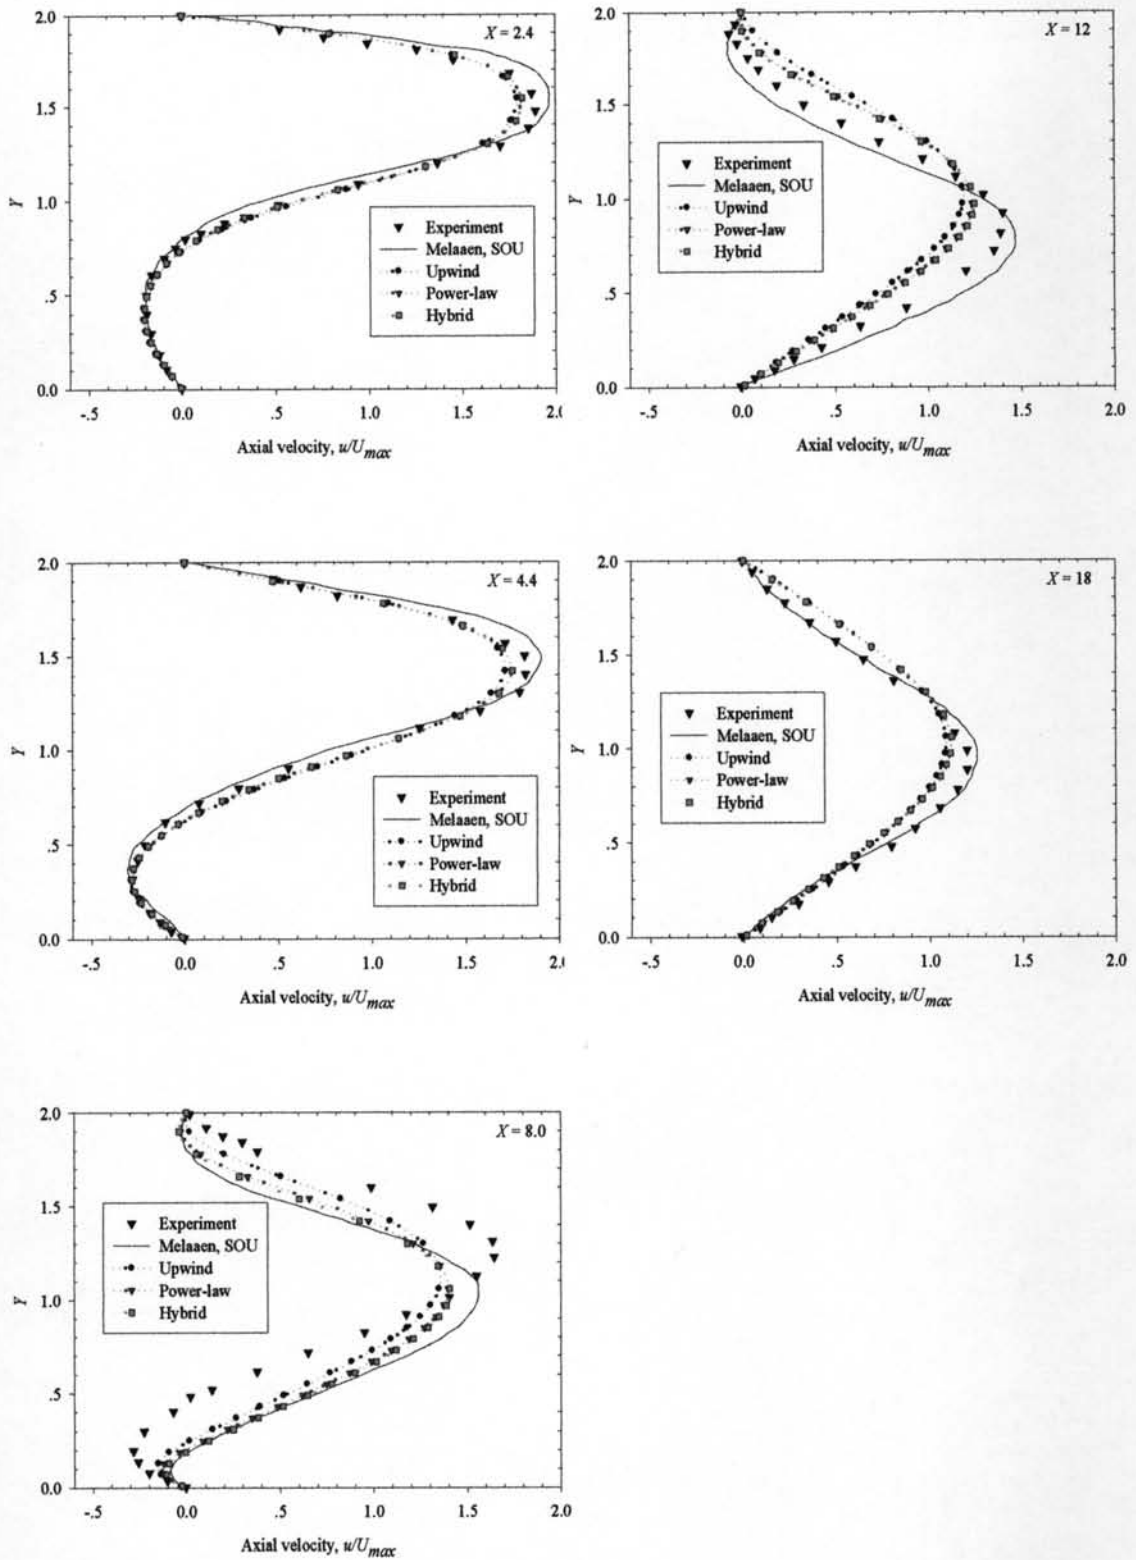 X = 2.4
2.0
1.5
1.0
.5
0.0
Y
Experiment
Melaaen, SOU
Upwind
Power-law
Hybrid
-.5 0.0 .5 1.0 1.5 2.0
Axial velocity, u/Umax
X = 12
2.0
1.5
1.0
.5
0.0
Y
Experiment
Melaaen, SOU
Upwind
Power-law
Hybrid
-.5 0.0 .5 1.0 1.5 2.0
Axial velocity, u/Umax
X = 4.4
2.0
1.5
1.0
.5
0.0
Y
Experiment
Melaaen, SOU
Upwind
Power-law
Hybrid
-.5 0.0 .5 1.0 1.5 2.0
Axial velocity, u/Umax
X = 18
2.0
1.5
1.0
.5
0.0
Y
Experiment
Melaaen, SOU
Upwind
Power-law
Hybrid
-.5 0.0 .5 1.0 1.5 2.0
Axial velocity, u/Umax
X = 8.0
2.0
1.5
1.0
.5
0.0
Y
Experiment
Melaaen, SOU
Upwind
Power-law
Hybrid
-.5 0.0 .5 1.0 1.5 2.0
Axial velocity, u/Umax